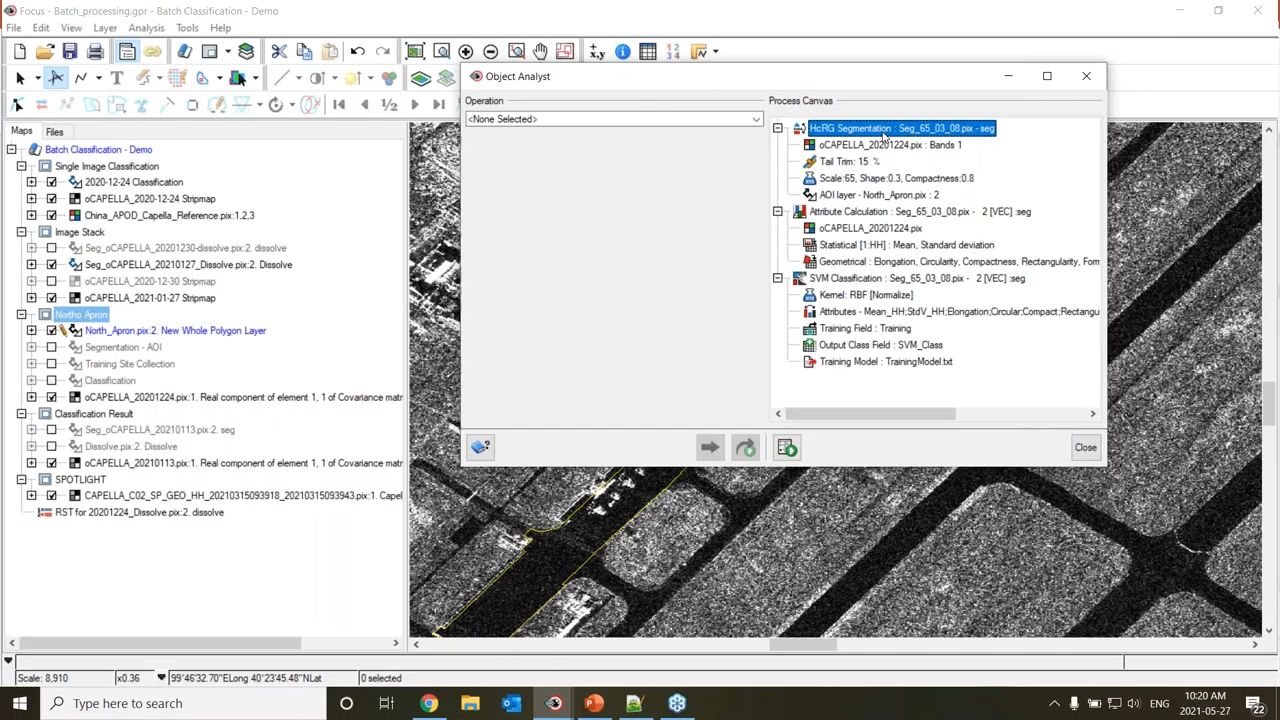 Focus - Batch_processing.gpr - Batch Classification - Demo
File Edit View Layer Analysis Tools Help
Maps Files
Batch Classification - Demo
Single Image Classification
2020-12-24 Classification
oCAPELLA_2020-12-24 Stripmap
China_APOD_Capella_Reference.pix:1,2,3
Image Stack
Seg_oCAPELLA_20201230-dissolve.pix:2. dissolve
Seg_oCAPELLA_20210127_Dissolve.pix:2. dissolve
oCAPELLA_2020-12-30 Stripmap
oCAPELLA_2021-01-27 Stripmap
Northo Apron
North_Apron.pix:2. New Whole Polygon Layer
Segmentation - AOI
Training Site Collection
Classification
oCAPELLA_20201224.pix:1. Real component of element 1, 1 of Covariance matr
Classification Result
Seg_oCAPELLA_20210113.pix:2. seg
Dissolve.pix:2. Dissolve
oCAPELLA_20210113.pix:1. Real component of element 1, 1 of Covariance matr
SPOTLIGHT
CAPELLA_C02_SP_GEO_HH_20210315093918_20210315093943.pix:1. Capel
RST for 20201224_Dissolve.pix:2. dissolve
Object Analyst
Operation
<None Selected>
Process Canvas
HcRG Segmentation : Seg_65_03_08.pix - seg
oCAPELLA_20201224.pix : Bands 1
Tail Trim: 15 %
Scale:65, Shape:0.3, Compactness:0.8
AOI layer - North_Apron.pix : 2
Attribute Calculation : Seg_65_03_08.pix - 2 [VEC] :seg
oCAPELLA_20201224.pix
Statistical [1:HH] : Mean, Standard deviation
Geometrical : Elongation, Circularity, Compactness, Rectangularity, Form
SVM Classification : Seg_65_03_08.pix - 2 [VEC] :seg
Kernel: RBF [Normalize]
Attributes - Mean_HH;StdV_HH;Elongation;Circular;Compact;Rectangu
Training Field : Training
Output Class Field : SVM_Class
Training Model : TrainingModel.txt
Close
Scale: 8,910 x0.36 99°46'32.70"ELong 40°23'45.48"NLat 0 selected
Type here to search
10:20 AM
2021-05-27
22